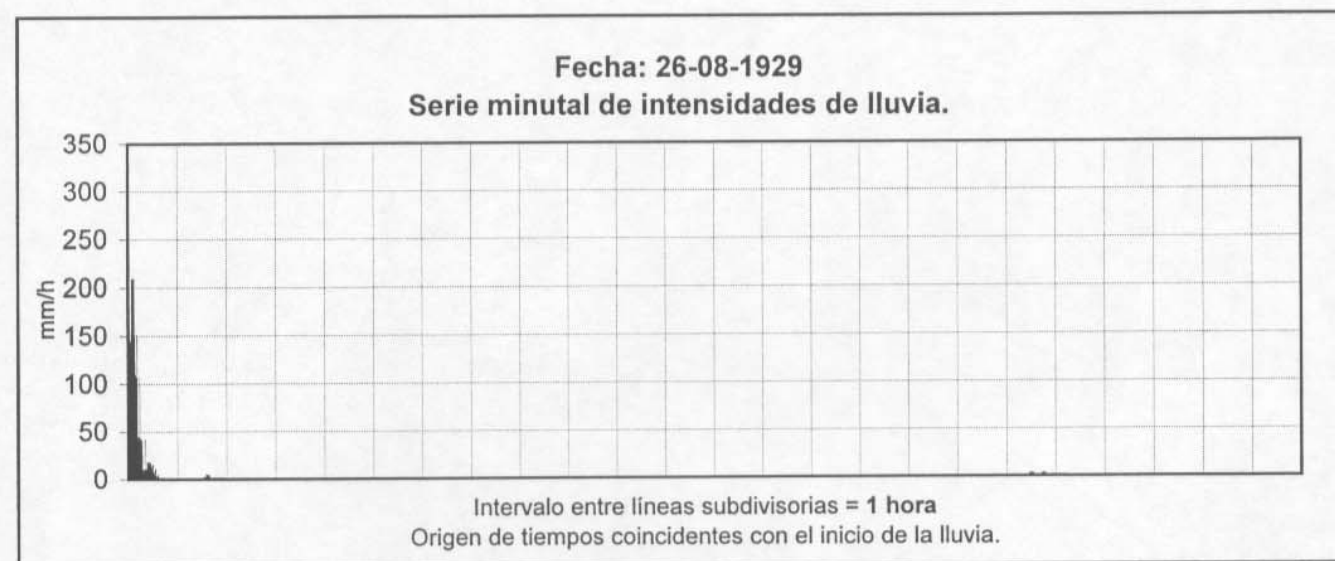 Fecha: 26-08-1929
Serie minutal de intensidades de lluvia.
350
300
250
200
150
100
50
0
mm/h
Intervalo entre líneas subdivisorias = 1 hora
Origen de tiempos coincidentes con el inicio de la lluvia.